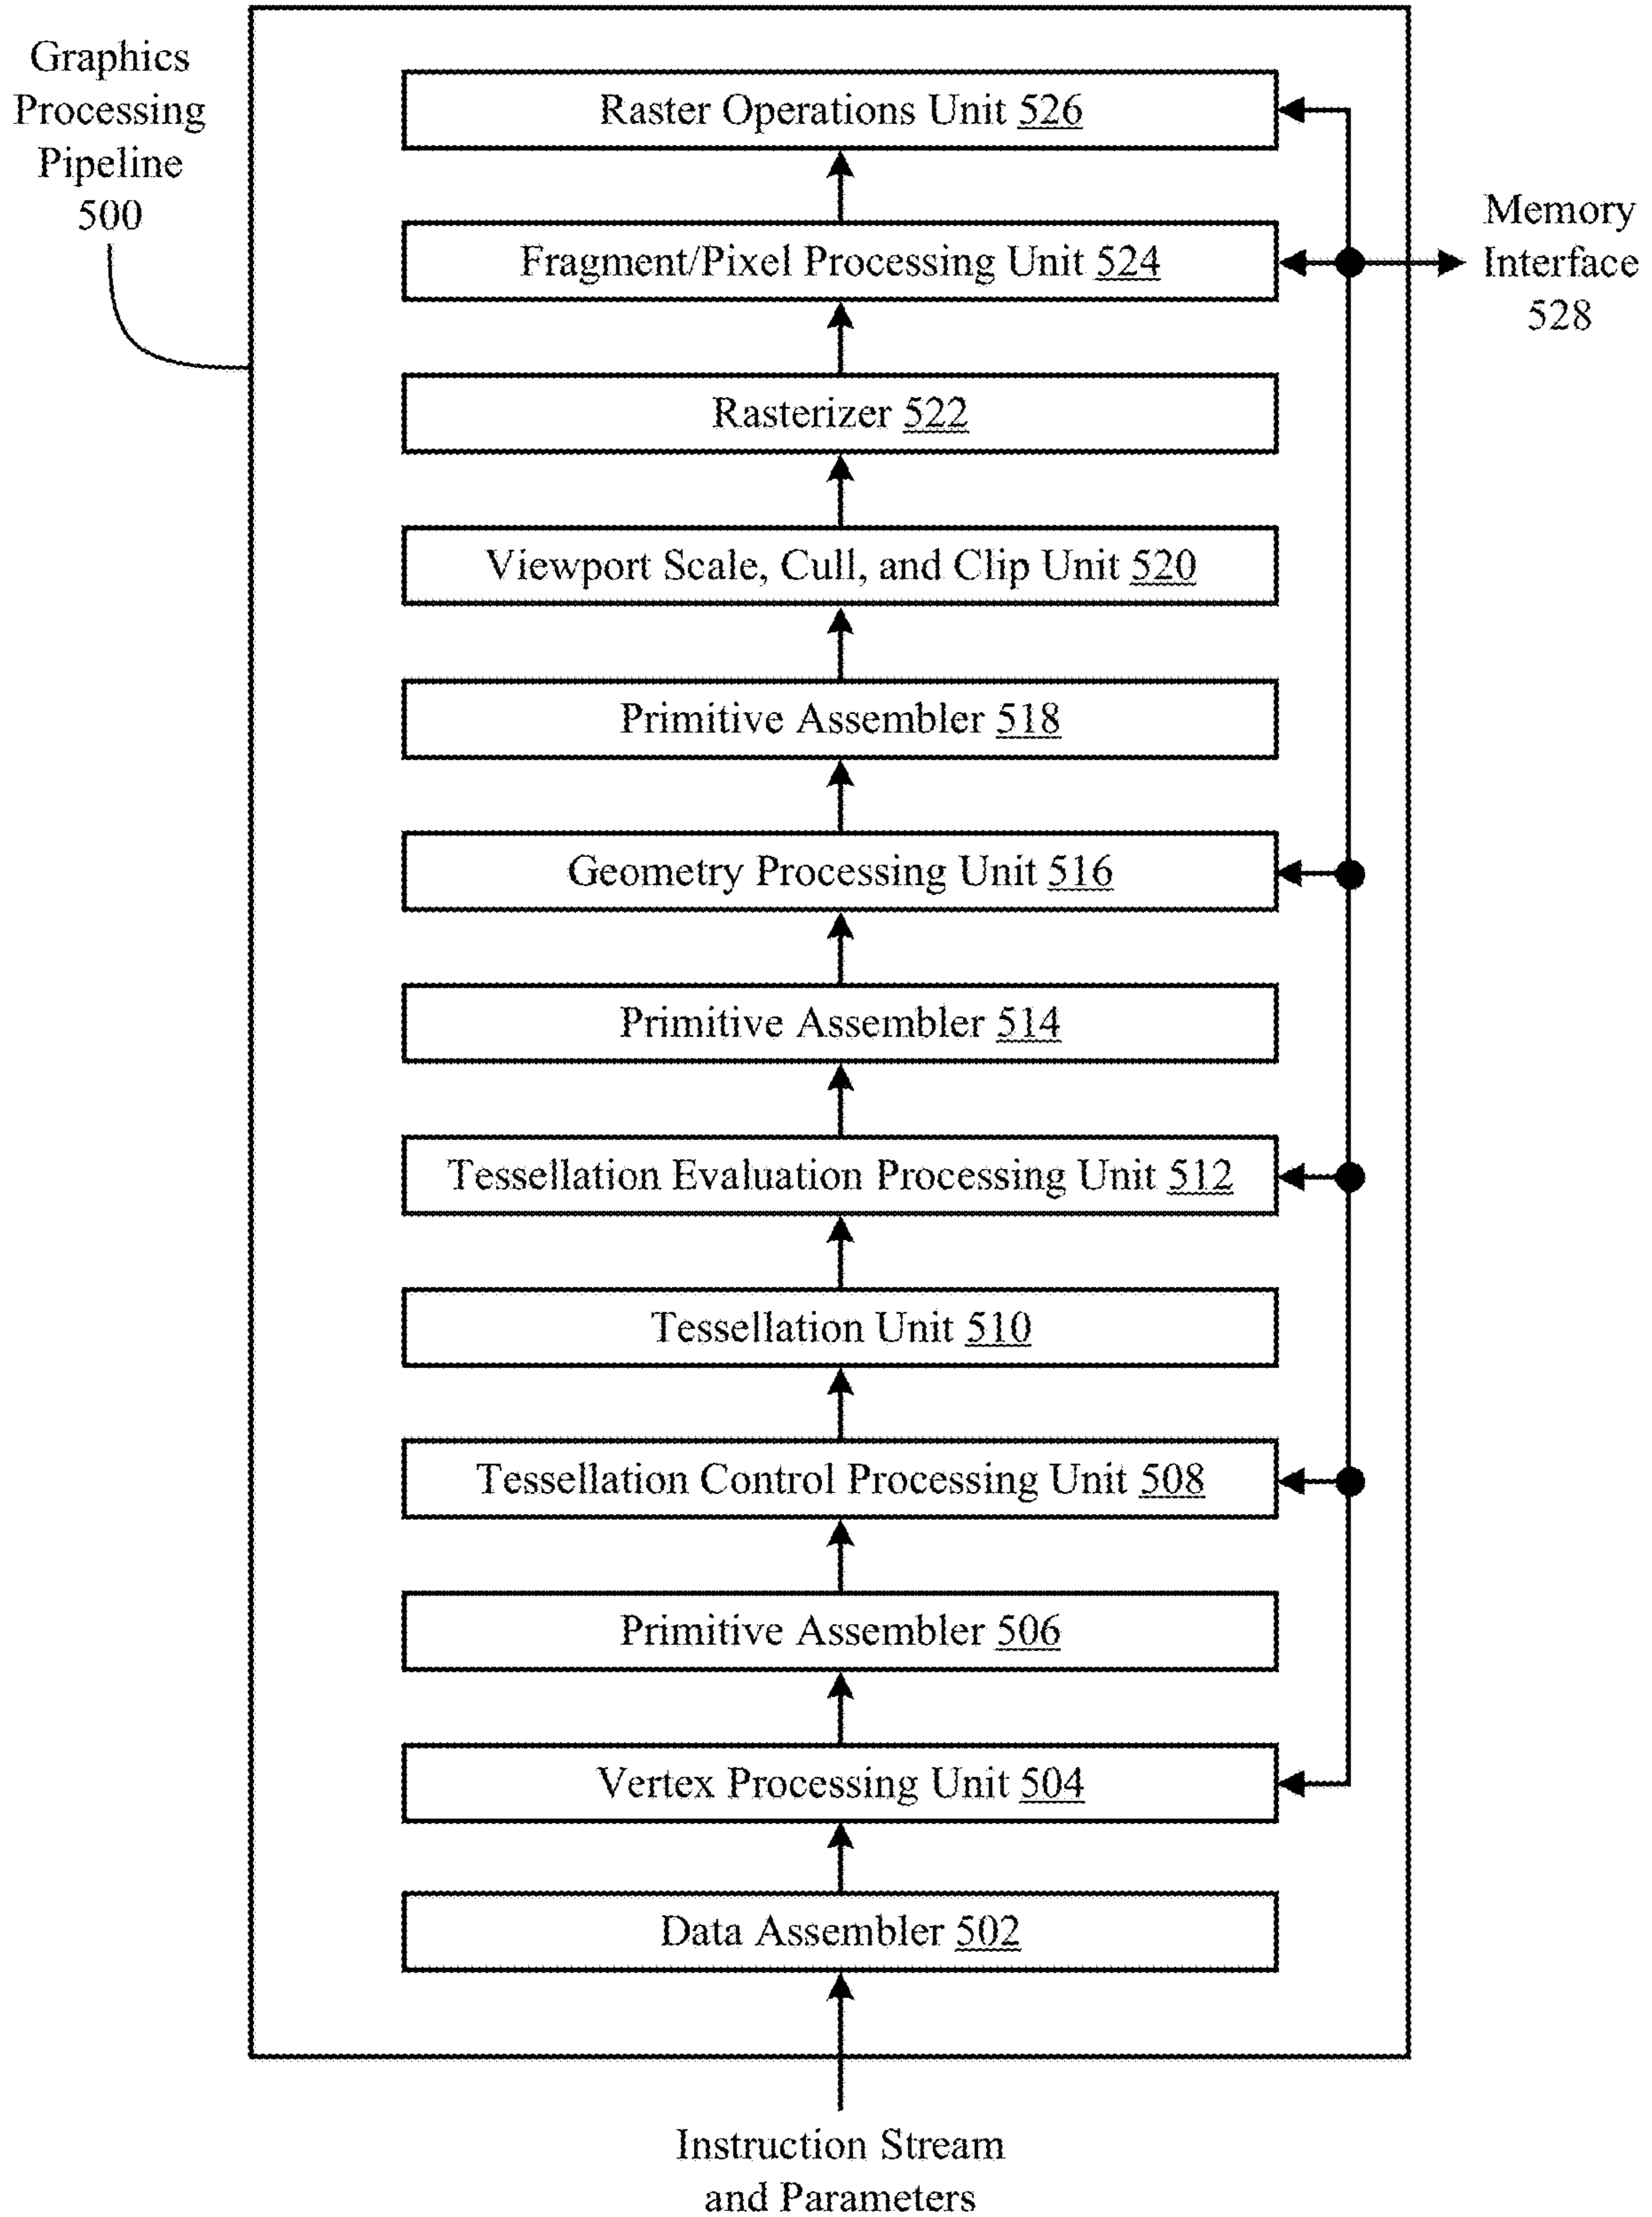 Graphics
Processing
Pipeline
500
Raster Operations Unit 526
Fragment/Pixel Processing Unit 524
Memory
Interface
528
Rasterizer 522
Viewport Scale, Cull, and Clip Unit 520
Primitive Assembler 518
Geometry Processing Unit 516
Primitive Assembler 514
Tessellation Evaluation Processing Unit 512
Tessellation Unit 510
Tessellation Control Processing Unit 508
Primitive Assembler 506
Vertex Processing Unit 504
Data Assembler 502
Instruction Stream
and Parameters